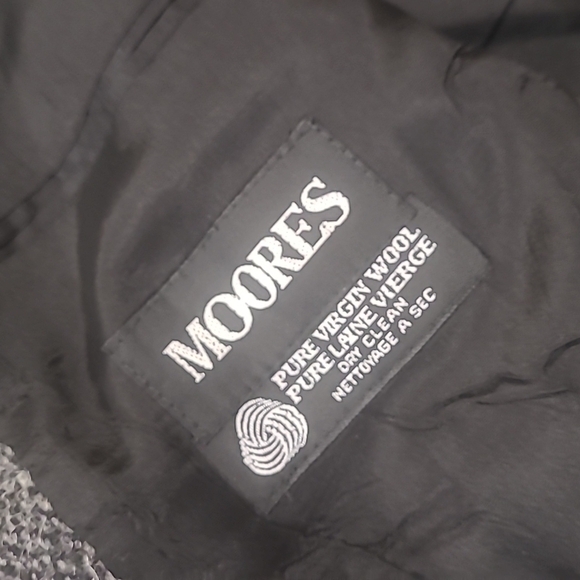 MOORES
PURE VIRGIN WOOL
PURE LAINE VIERGE
DRY CLEAN
NETTOYAGE A SEC